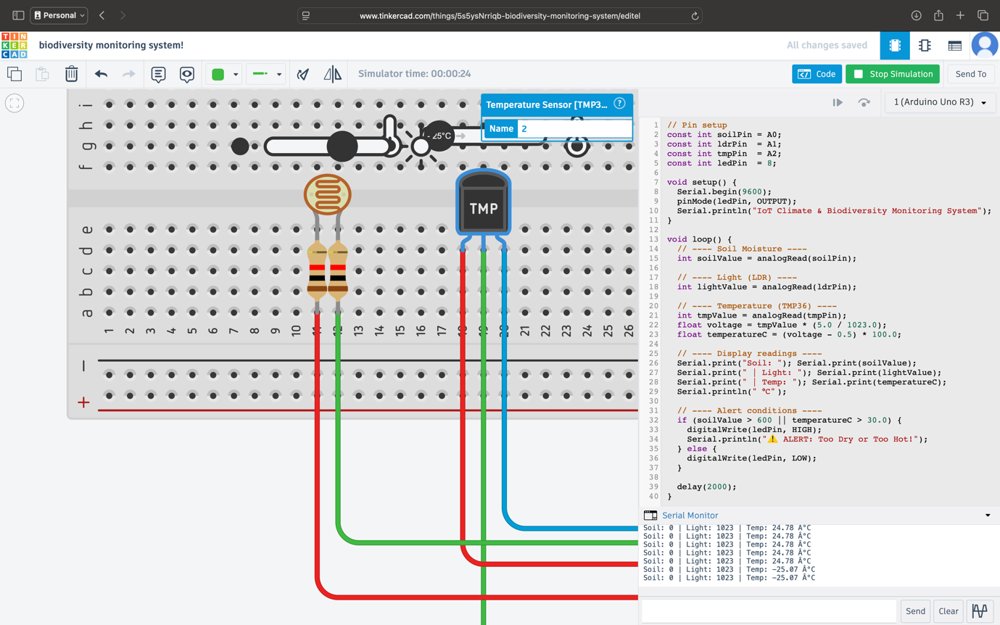 Personal
www.tinkercad.com/things/5s5ysNrriqb-biodiversity-monitoring-system/editel
TIN
KER
CAD
biodiversity monitoring system!
All changes saved
Simulator time: 00:00:24
Code
Stop Simulation
Send To
1 (Arduino Uno R3)
Temperature Sensor [TMP3...
?
Name 2
-25°C
TMP
i
h
g
f
e
d
c
b
a
1 2 3 4 5 6 7 8 9 10 11 12 13 14 15 16 17 18 19 20 21 22 23 24 25 26
−
+
1 // Pin setup
2 const int soilPin = A0;
3 const int ldrPin  = A1;
4 const int tmpPin  = A2;
5 const int ledPin  = 8;
6
7 void setup() {
8   Serial.begin(9600);
9   pinMode(ledPin, OUTPUT);
10   Serial.println("IoT Climate & Biodiversity Monitoring System");
11 }
12
13 void loop() {
14   // ---- Soil Moisture ----
15   int soilValue = analogRead(soilPin);
16
17   // ---- Light (LDR) ----
18   int lightValue = analogRead(ldrPin);
19
20   // ---- Temperature (TMP36) ----
21   int tmpValue = analogRead(tmpPin);
22   float voltage = tmpValue * (5.0 / 1023.0);
23   float temperatureC = (voltage - 0.5) * 100.0;
24
25   // ---- Display readings ----
26   Serial.print("Soil: "); Serial.print(soilValue);
27   Serial.print(" | Light: "); Serial.print(lightValue);
28   Serial.print(" | Temp: "); Serial.print(temperatureC);
29   Serial.println(" °C");
30
31   // ---- Alert conditions ----
32   if (soilValue > 600 || temperatureC > 30.0) {
33     digitalWrite(ledPin, HIGH);
34     Serial.println("⚠️ ALERT: Too Dry or Too Hot!");
35   } else {
36     digitalWrite(ledPin, LOW);
37   }
38
39   delay(2000);
40 }
Serial Monitor
Soil: 0 | Light: 1023 | Temp: 24.78 Â°C
Soil: 0 | Light: 1023 | Temp: 24.78 Â°C
Soil: 0 | Light: 1023 | Temp: 24.78 Â°C
Soil: 0 | Light: 1023 | Temp: 24.78 Â°C
Soil: 0 | Light: 1023 | Temp: 24.78 Â°C
Soil: 0 | Light: 1023 | Temp: -25.07 Â°C
Soil: 0 | Light: 1023 | Temp: -25.07 Â°C
Send
Clear